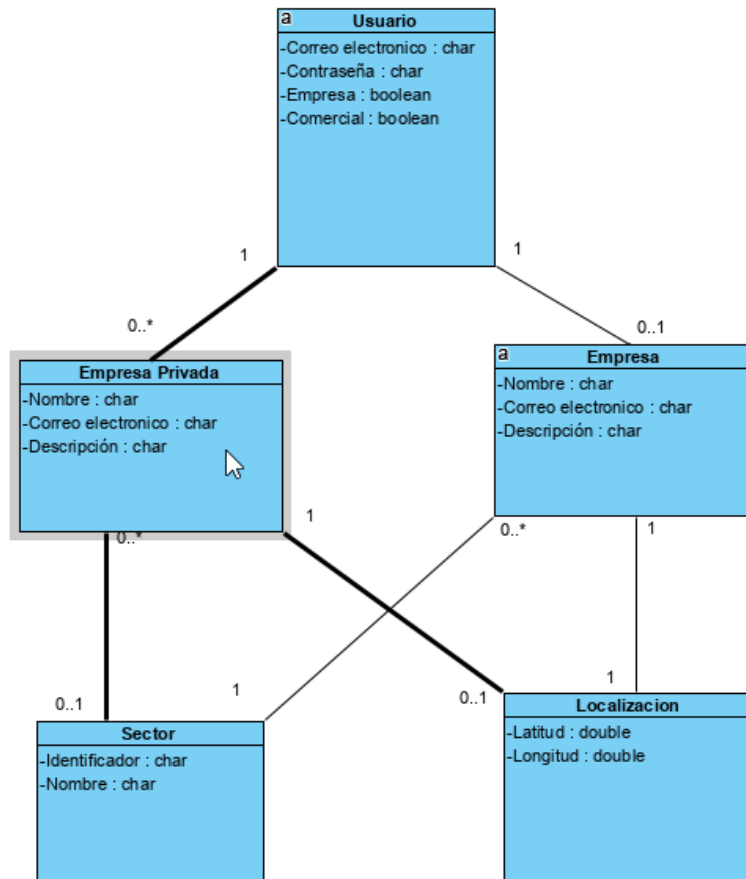 a
Usuario
-Correo electronico : char
-Contraseña : char
-Empresa : boolean
-Comercial : boolean
1
1
0..*
0..1
Empresa Privada
-Nombre : char
-Correo electronico : char
-Descripción : char
a
Empresa
-Nombre : char
-Correo electronico : char
-Descripción : char
0..*
1
0..*
1
0..1
1
0..1
1
Sector
-Identificador : char
-Nombre : char
Localizacion
-Latitud : double
-Longitud : double